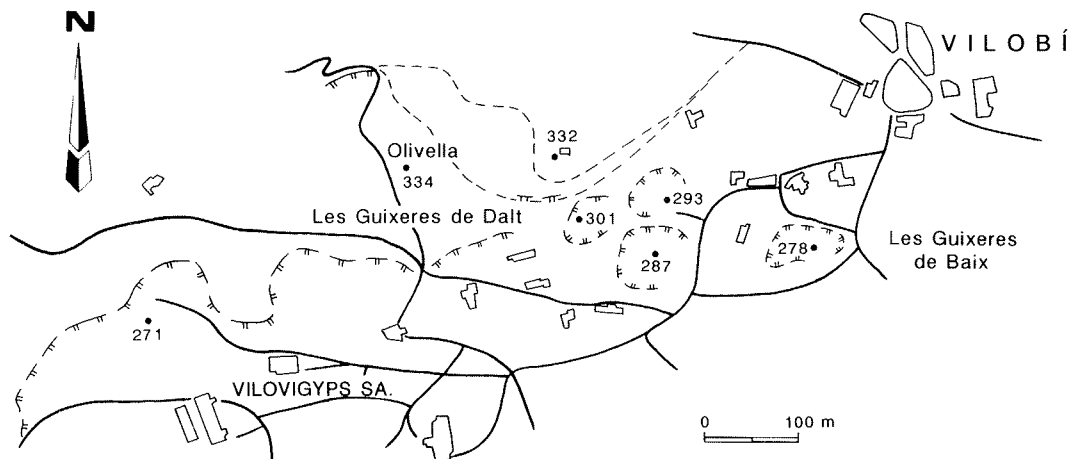 N
VILOBÍ
332
Olivella
334
293
Les Guixeres de Dalt
301
278
Les Guixeres
de Baix
287
271
VILOVIGYPS SA.
0 100 m